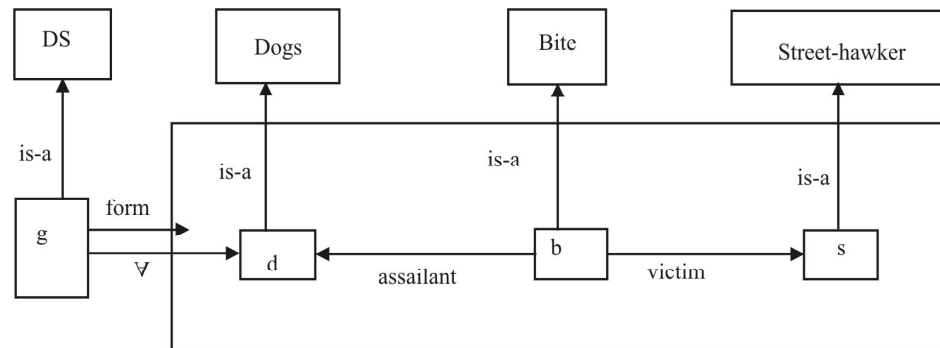 DS
Dogs
Bite
Street-hawker
is-a
is-a
is-a
is-a
form
g
∀
d
assailant
b
victim
s